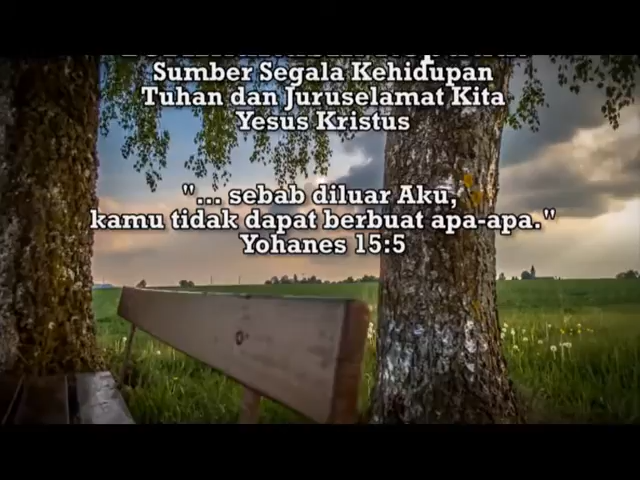 Sumber Segala Kehidupan
Tuhan dan Juruselamat Kita
Yesus Kristus
"... sebab diluar Aku,
kamu tidak dapat berbuat apa-apa."
Yohanes 15:5